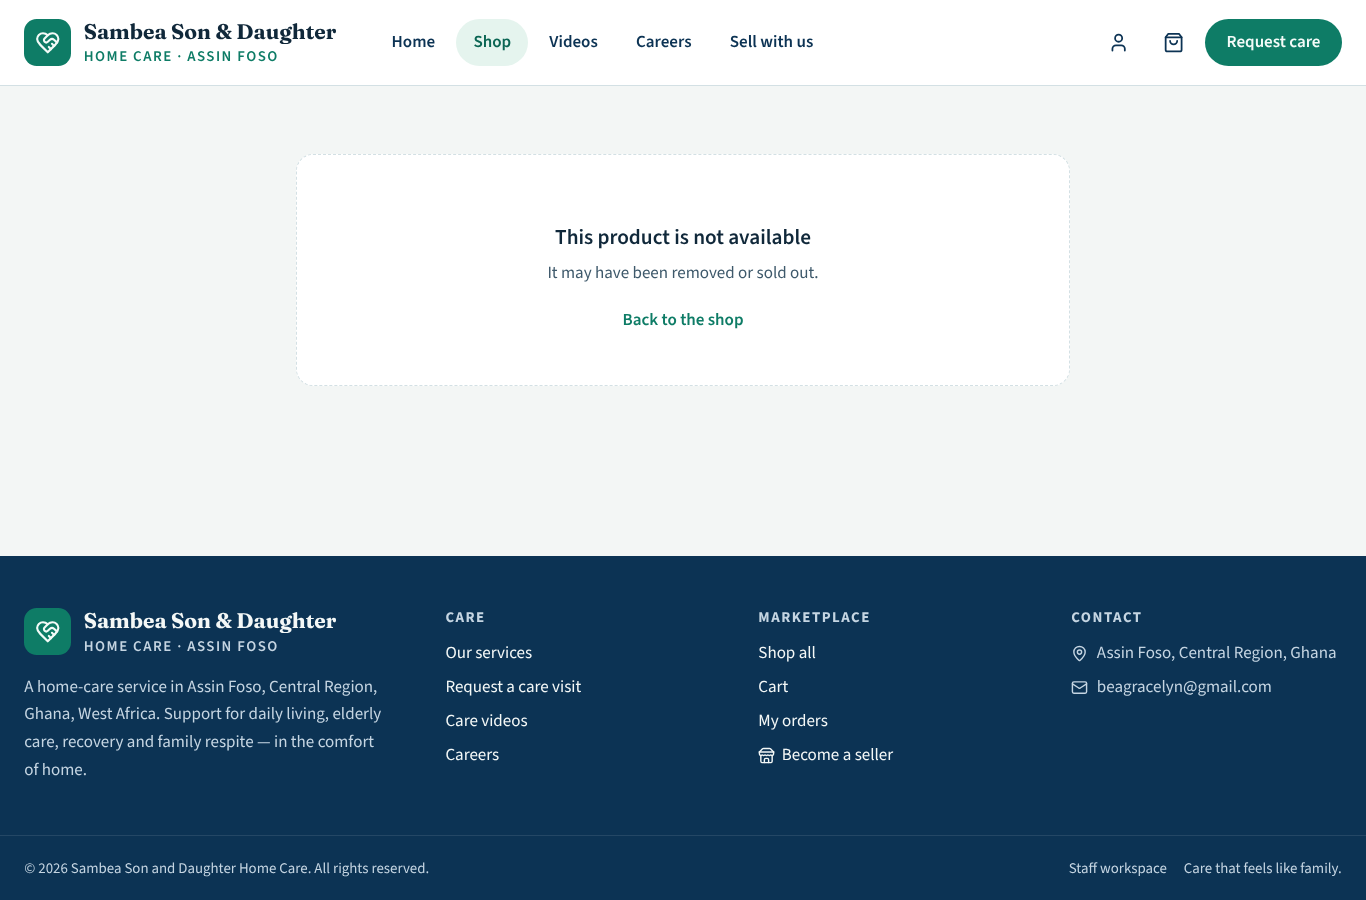 Sambea Son & Daughter
HOME CARE · ASSIN FOSO
Home
Shop
Videos
Careers
Sell with us
Request care
This product is not available
It may have been removed or sold out.
Back to the shop
Sambea Son & Daughter
HOME CARE · ASSIN FOSO
A home-care service in Assin Foso, Central Region,
Ghana, West Africa. Support for daily living, elderly
care, recovery and family respite — in the comfort
of home.
CARE
Our services
Request a care visit
Care videos
Careers
MARKETPLACE
Shop all
Cart
My orders
Become a seller
CONTACT
Assin Foso, Central Region, Ghana
beagracelyn@gmail.com
© 2026 Sambea Son and Daughter Home Care. All rights reserved.
Staff workspace
Care that feels like family.